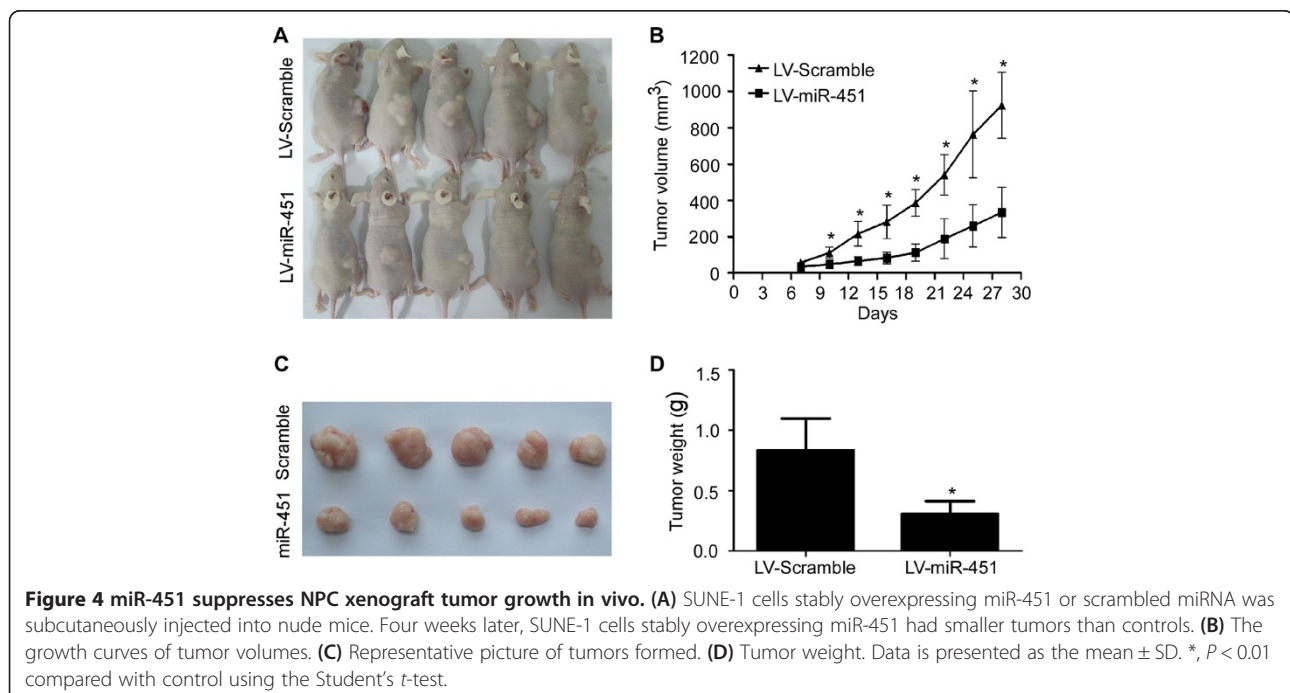 A
LV-Scramble
LV-miR-451
B
1200
1000
800
600
400
200
0
Tumor volume (mm³)
LV-Scramble
LV-miR-451
* * * * * * *
0 3 6 9 12 15 18 21 24 27 30
Days
C
Scramble
miR-451
D
1.5
1.0
0.5
0.0
Tumor weight (g)
*
LV-Scramble LV-miR-451
Figure 4 miR-451 suppresses NPC xenograft tumor growth in vivo. (A) SUNE-1 cells stably overexpressing miR-451 or scrambled miRNA was
subcutaneously injected into nude mice. Four weeks later, SUNE-1 cells stably overexpressing miR-451 had smaller tumors than controls. (B) The
growth curves of tumor volumes. (C) Representative picture of tumors formed. (D) Tumor weight. Data is presented as the mean ± SD. *, P < 0.01
compared with control using the Student's t-test.